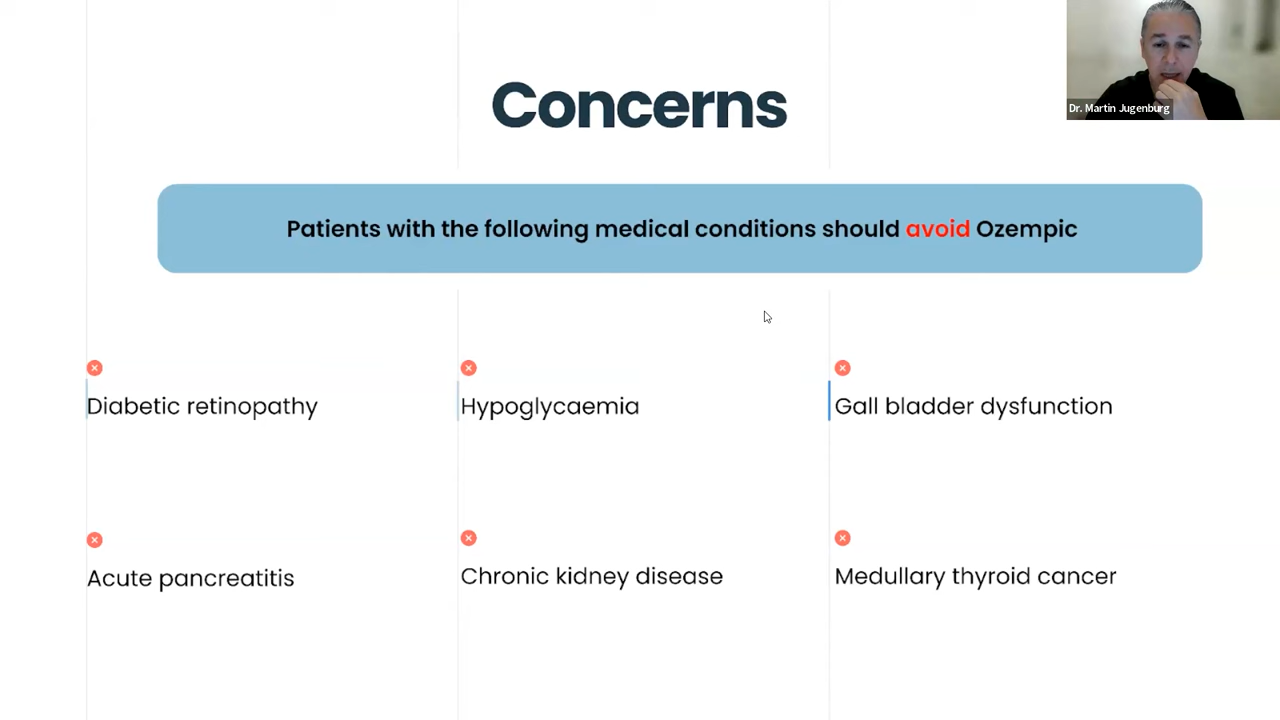 Concerns
Dr. Martin Jugenburg
Patients with the following medical conditions should avoid Ozempic
Diabetic retinopathy
Hypoglycaemia
Gall bladder dysfunction
Acute pancreatitis
Chronic kidney disease
Medullary thyroid cancer